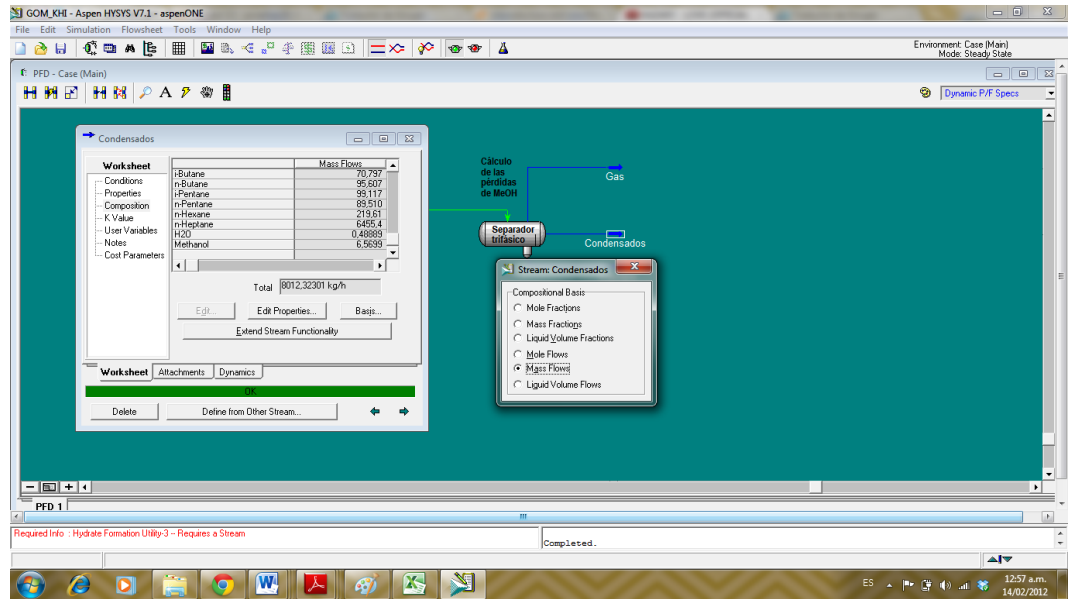 GOM_KHI - Aspen HYSYS V7.1 - aspenONE
File Edit Simulation Flowsheet Tools Window Help
Environment: Case (Main)
Mode: Steady State
PFD - Case (Main)
A
Dynamic P/F Specs
Condensados
Worksheet
Conditions
Properties
Composition
K Value
User Variables
Notes
Cost Parameters
Mass Flows
i-Butane 70,797
n-Butane 95,607
i-Pentane 99,117
n-Pentane 89,510
n-Hexane 219,61
n-Heptane 6455,4
H2O 0,48889
Methanol 6,5699
Total 8012,32301 kg/h
Edit...
Edit Properties...
Basis...
Extend Stream Functionality
Worksheet Attachments Dynamics
OK
Delete
Define from Other Stream...
Cálculo
de las
pérdidas
de MeOH
Gas
Separador
trifásico
Condensados
Stream: Condensados
Compositional Basis
Mole Fractions
Mass Fractions
Liquid Volume Fractions
Mole Flows
Mass Flows
Liquid Volume Flows
PFD 1
Required Info : Hydrate Formation Utility-3 -- Requires a Stream
Completed.
ES
12:57 a.m.
14/02/2012